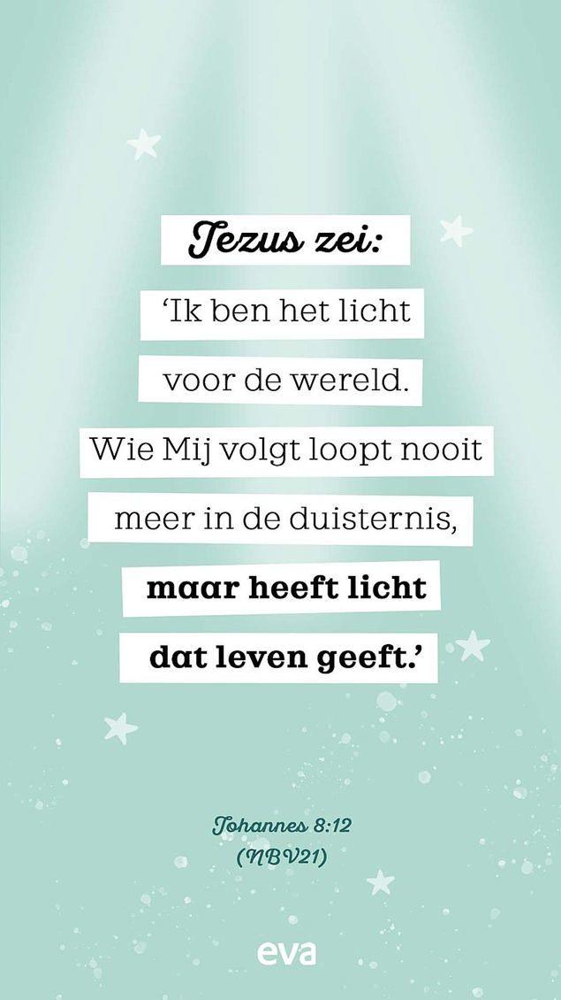 Jezus zei:
‘Ik ben het licht
voor de wereld.
Wie Mij volgt loopt nooit
meer in de duisternis,
maar heeft licht
dat leven geeft.’
Johannes 8:12
(NBV21)
eva